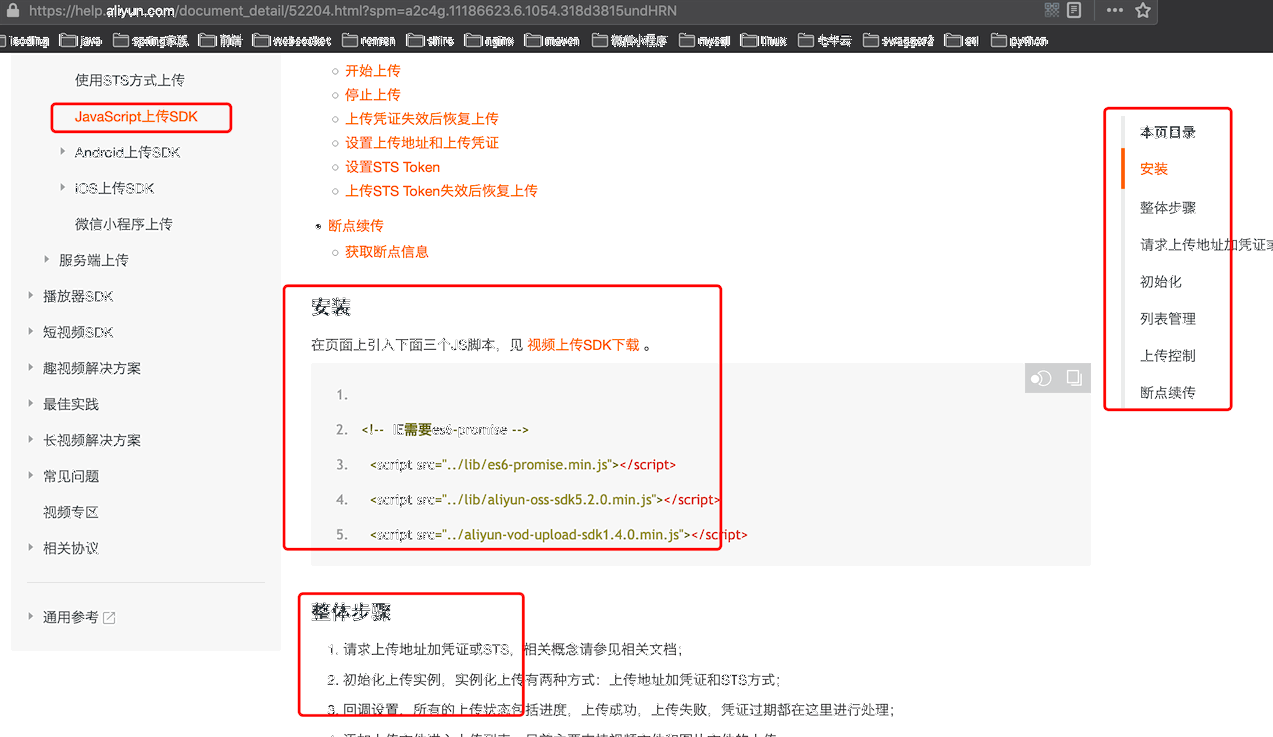 https://help.aliyun.com/document_detail/52204.html?spm=a2c4g.11186623.6.1054.318d3815undHRN
leading java spring家族 前端 websocket renren shiro nginx maven 微信小程序 mysql linux 七牛云 swagger2 python
使用STS方式上传
JavaScript上传SDK
Android上传SDK
iOS上传SDK
微信小程序上传
服务端上传
播放器SDK
短视频SDK
趣视频解决方案
最佳实践
长视频解决方案
常见问题
视频专区
相关协议
通用参考
开始上传
停止上传
上传凭证失效后恢复上传
设置上传地址和上传凭证
设置STS Token
上传STS Token失效后恢复上传
断点续传
获取断点信息
安装
在页面上引入下面三个JS脚本，见 视频上传SDK下载 。
1.
2. <!-- IE需要es6-promise -->
3. <script src="../lib/es6-promise.min.js"></script>
4. <script src="../lib/aliyun-oss-sdk5.2.0.min.js"></script>
5. <script src="../aliyun-vod-upload-sdk1.4.0.min.js"></script>
整体步骤
1. 请求上传地址加凭证或STS，相关概念请参见相关文档；
2. 初始化上传实例，实例化上传有两种方式：上传地址加凭证和STS方式；
3. 回调设置，所有的上传状态包括进度，上传成功，上传失败，凭证过期都在这里进行处理；
本页目录
安装
整体步骤
请求上传地址加凭证或
初始化
列表管理
上传控制
断点续传